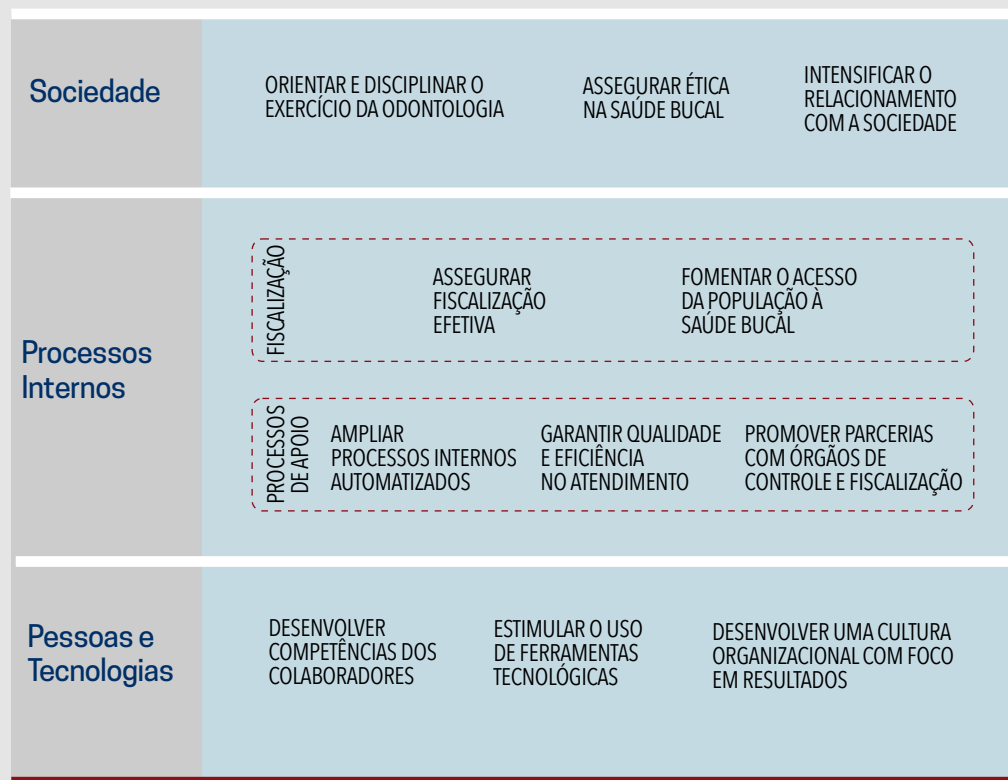 Sociedade
ORIENTAR E DISCIPLINAR O
EXERCÍCIO DA ODONTOLOGIA
ASSEGURAR ÉTICA
NA SAÚDE BUCAL
INTENSIFICAR O
RELACIONAMENTO
COM A SOCIEDADE
Processos
Internos
FISCALIZAÇÃO
ASSEGURAR
FISCALIZAÇÃO
EFETIVA
FOMENTAR O ACESSO
DA POPULAÇÃO À
SAÚDE BUCAL
PROCESSOS
DE APOIO
AMPLIAR
PROCESSOS INTERNOS
AUTOMATIZADOS
GARANTIR QUALIDADE
E EFICIÊNCIA
NO ATENDIMENTO
PROMOVER PARCERIAS
COM ÓRGÃOS DE
CONTROLE E FISCALIZAÇÃO
Pessoas e
Tecnologias
DESENVOLVER
COMPETÊNCIAS DOS
COLABORADORES
ESTIMULAR O USO
DE FERRAMENTAS
TECNOLÓGICAS
DESENVOLVER UMA CULTURA
ORGANIZACIONAL COM FOCO
EM RESULTADOS